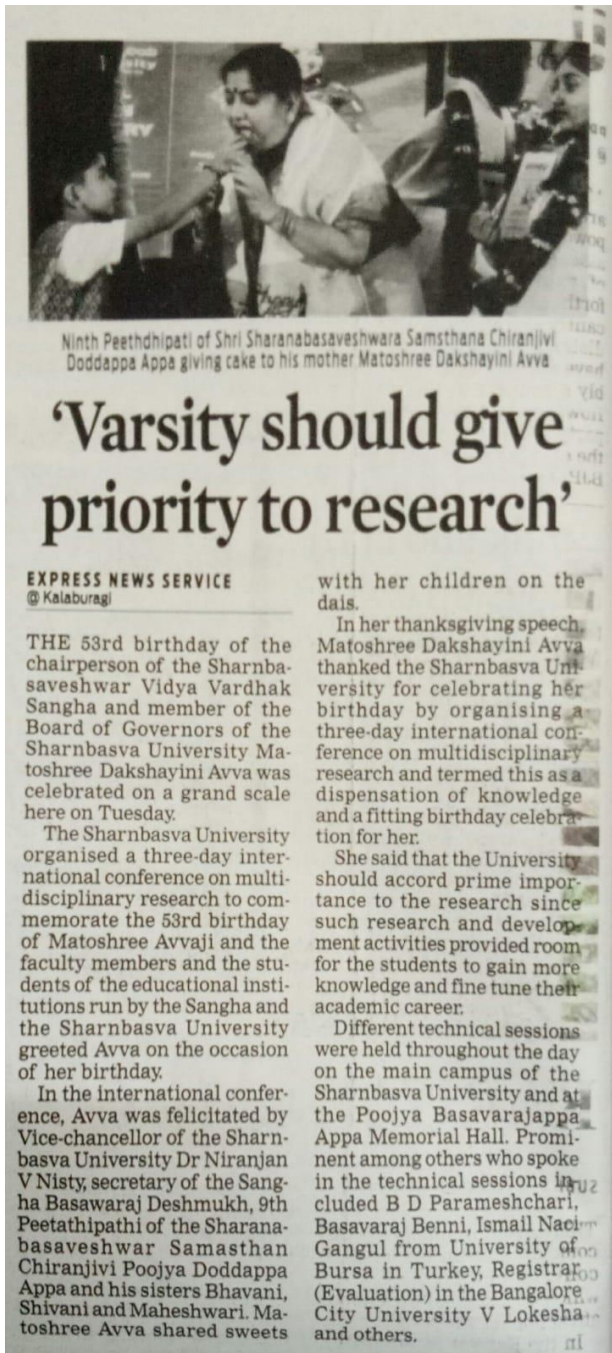 Ninth Peethdhipati of Shri Sharanabasaveshwara Samsthana Chiranjivi
Doddappa Appa giving cake to his mother Matoshree Dakshayini Avva
‘Varsity should give
priority to research’
EXPRESS NEWS SERVICE
@ Kalaburagi
THE 53rd birthday of the
chairperson of the Sharnba-
saveshwar Vidya Vardhak
Sangha and member of the
Board of Governors of the
Sharnbasva University Ma-
toshree Dakshayini Avva was
celebrated on a grand scale
here on Tuesday.
The Sharnbasva University
organised a three-day inter-
national conference on multi-
disciplinary research to com-
memorate the 53rd birthday
of Matoshree Avvaji and the
faculty members and the stu-
dents of the educational insti-
tutions run by the Sangha and
the Sharnbasva University
greeted Avva on the occasion
of her birthday.
In the international confer-
ence, Avva was felicitated by
Vice-chancellor of the Sharn-
basva University Dr Niranjan
V Nisty, secretary of the Sang-
ha Basawaraj Deshmukh, 9th
Peetathipathi of the Sharana-
basaveshwar Samasthan
Chiranjivi Poojya Doddappa
Appa and his sisters Bhavani,
Shivani and Maheshwari. Ma-
toshree Avva shared sweets
with her children on the
dais.
In her thanksgiving speech,
Matoshree Dakshayini Avva
thanked the Sharnbasva Uni-
versity for celebrating her
birthday by organising a
three-day international con-
ference on multidisciplinary
research and termed this as a
dispensation of knowledge
and a fitting birthday celebra-
tion for her.
She said that the University
should accord prime impor-
tance to the research since
such research and develop-
ment activities provided room
for the students to gain more
knowledge and fine tune their
academic career.
Different technical sessions
were held throughout the day
on the main campus of the
Sharnbasva University and at
the Poojya Basavarajappa
Appa Memorial Hall. Promi-
nent among others who spoke
in the technical sessions in-
cluded B D Parameshchari,
Basavaraj Benni, Ismail Naci
Gangul from University of
Bursa in Turkey, Registrar
(Evaluation) in the Bangalore
City University V Lokesha
and others.